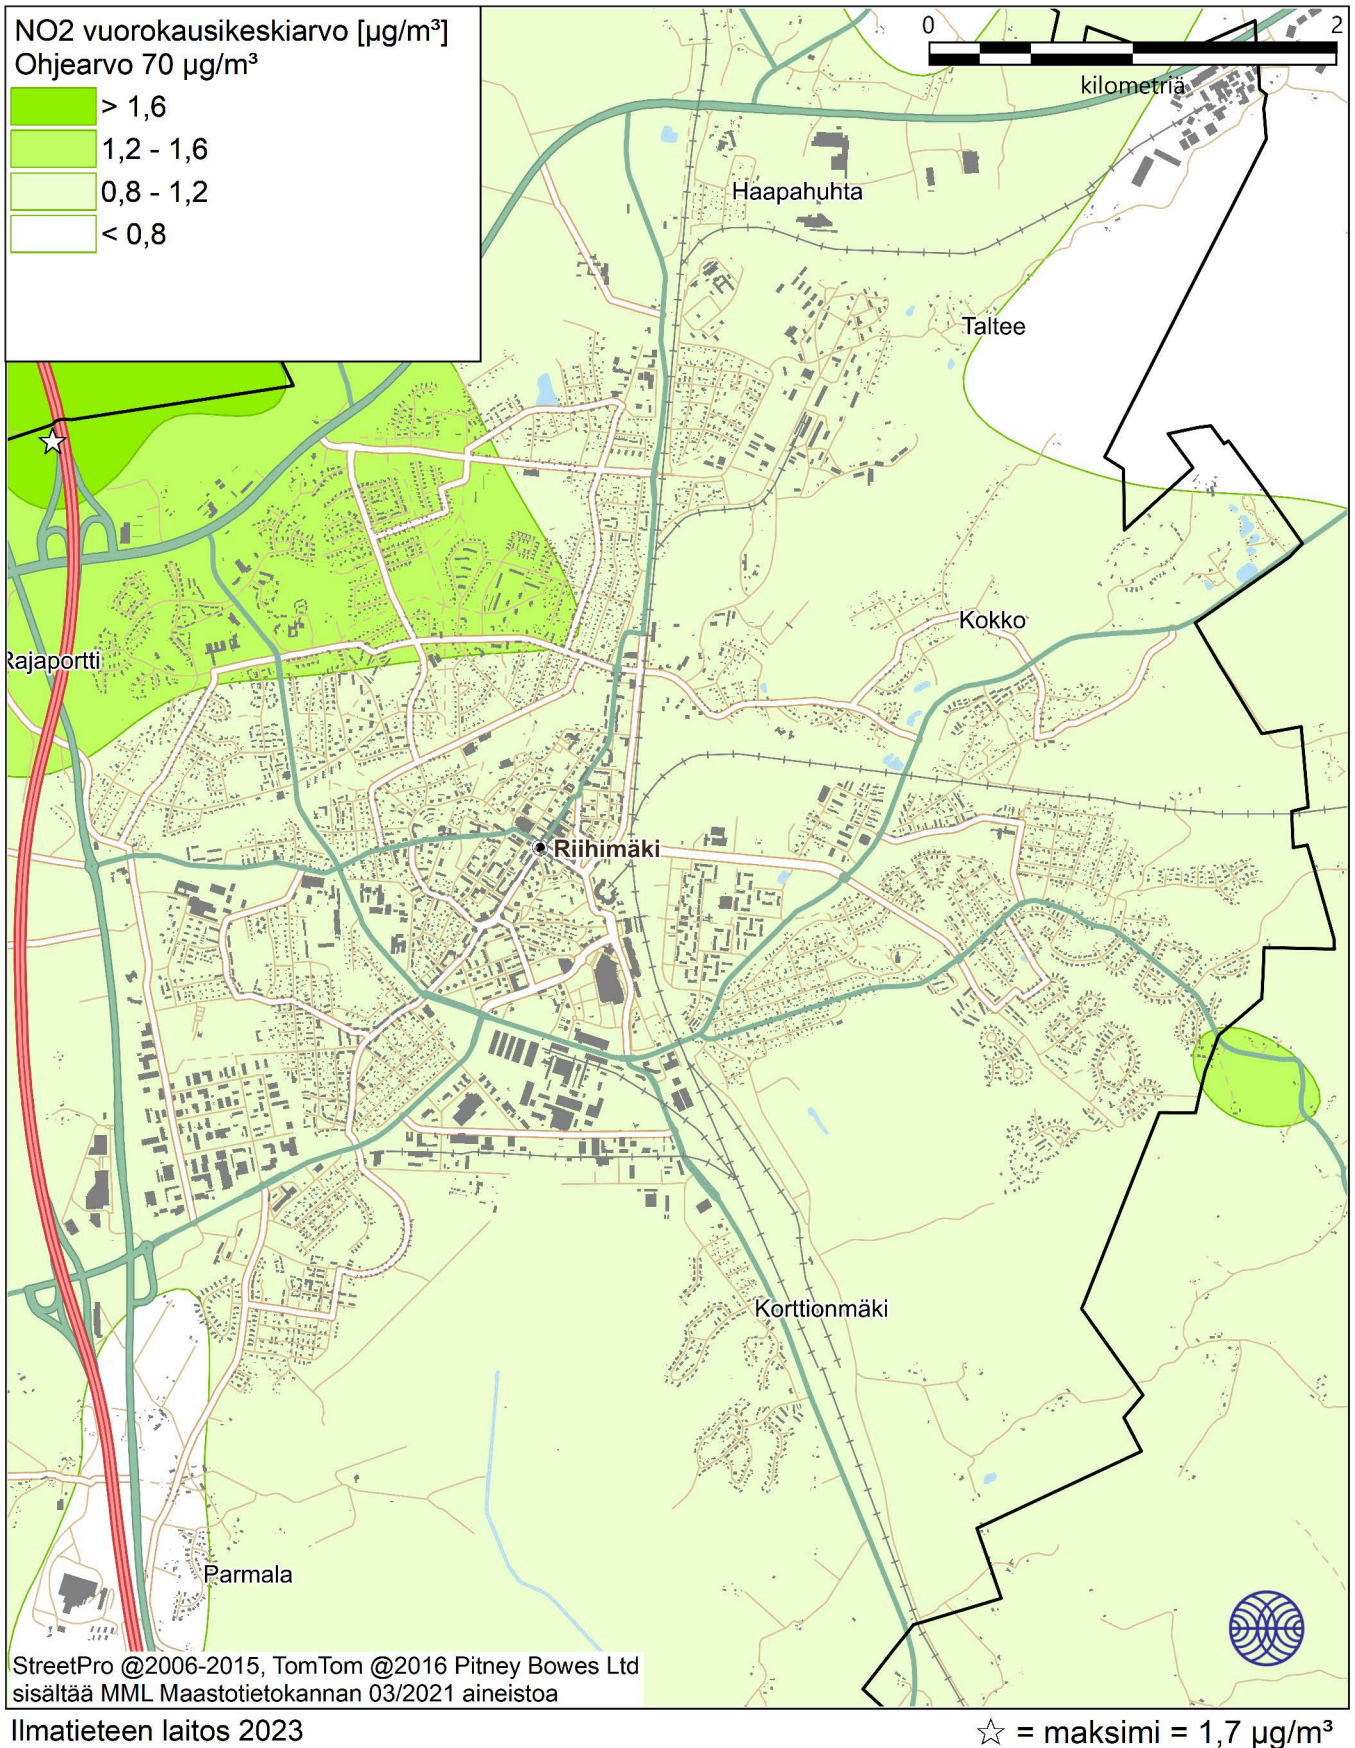 NO2 vuorokausikeskiarvo [µg/m³]
Ohjearvo 70 µg/m³
> 1,6
1,2 - 1,6
0,8 - 1,2
< 0,8
0 2
kilometriä
Haapahuhta
Taltee
Kokko
Rajaportti
Riihimäki
Korttionmäki
Parmala
StreetPro @2006-2015, TomTom @2016 Pitney Bowes Ltd
sisältää MML Maastotietokannan 03/2021 aineistoa
Ilmatieteen laitos 2023
☆ = maksimi = 1,7 µg/m³